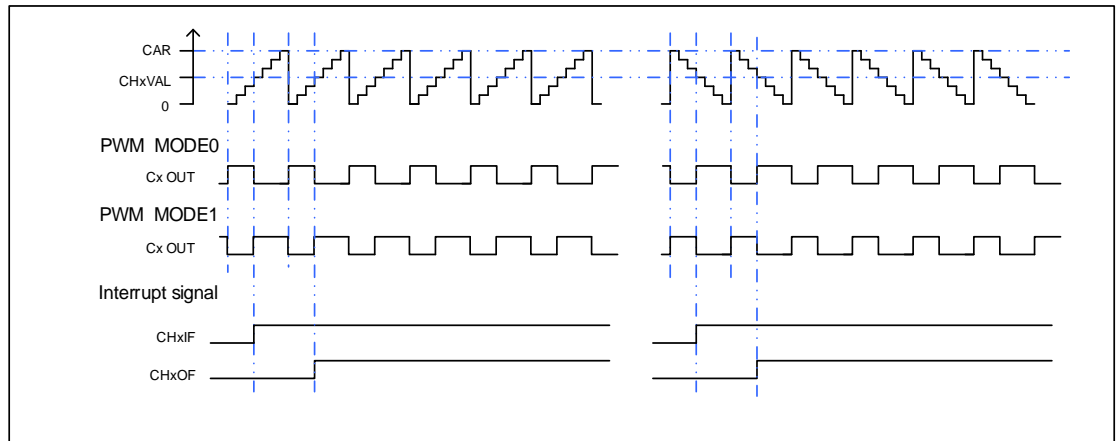 CAR
CHxVAL
0
PWM MODE0
Cx OUT
PWM MODE1
Cx OUT
Interrupt signal
CHxIF
CHxOF